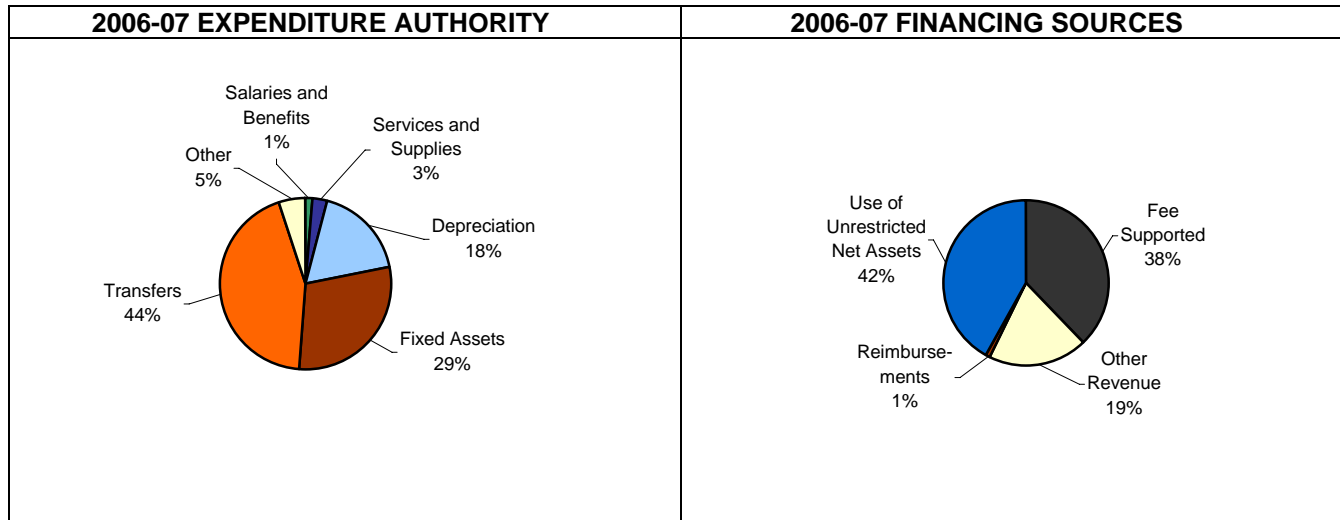 2006-07 EXPENDITURE AUTHORITY
Salaries and
Benefits
1%
Services and
Supplies
3%
Other
5%
Depreciation
18%
Transfers
44%
Fixed Assets
29%
2006-07 FINANCING SOURCES
Use of
Unrestricted
Net Assets
42%
Fee
Supported
38%
Reimburse-
ments
1%
Other
Revenue
19%